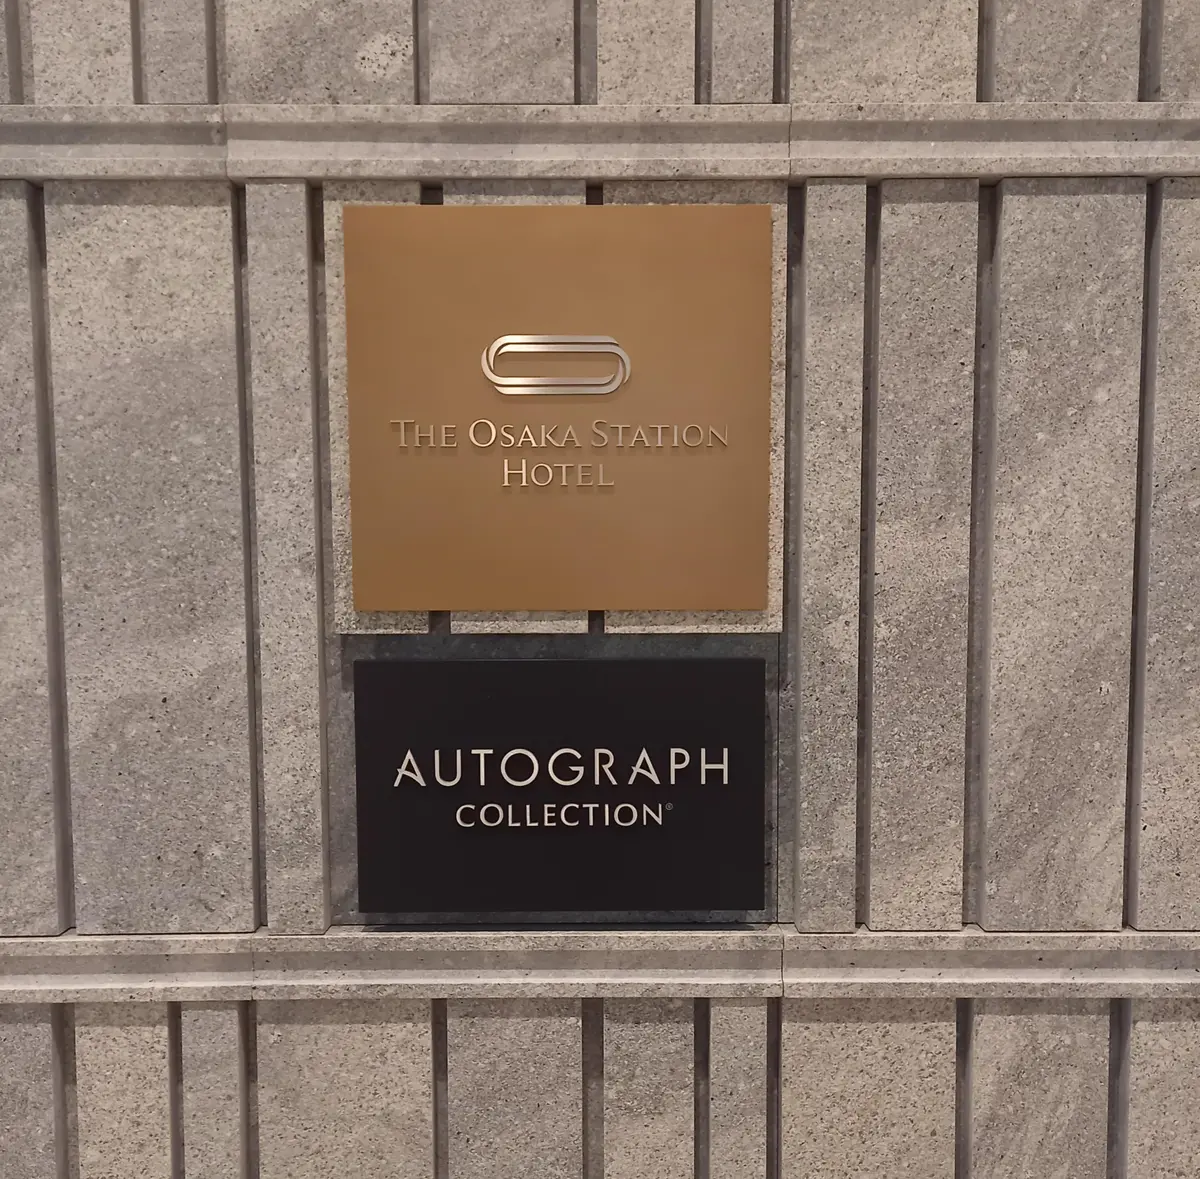 THE OSAKA STATION
HOTEL
AUTOGRAPH
COLLECTION®